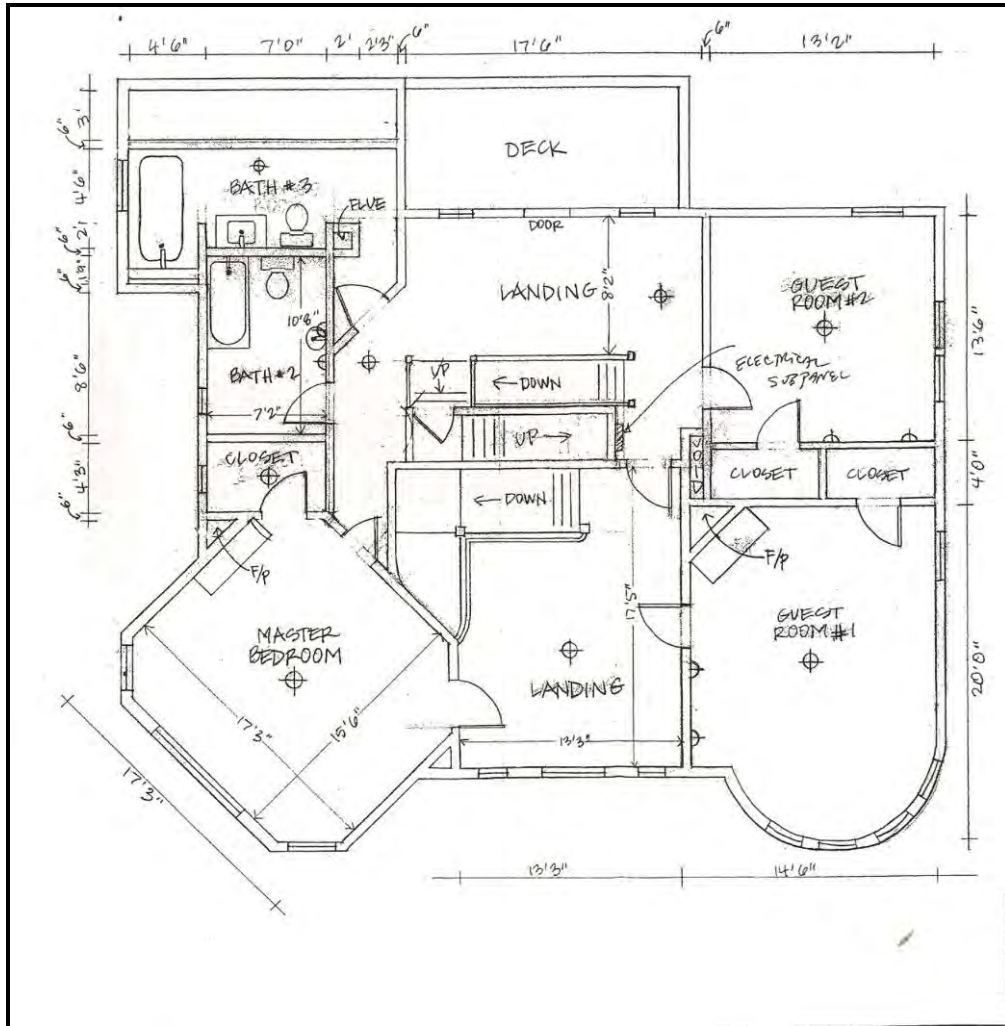 6"
6"
4'6"
7'0"
2'
2'3"
17'6"
13'2"
3'
6"
4'6"
2'
6"
6"
8'6"
6"
4'3"
6"
DECK
BATH #3
FLUE
DOOR
LANDING
8'2"
GUEST
ROOM #2
13'6"
10'8"
BATH #2
7'2"
UP
← DOWN
ELECTRICAL
SUBPANEL
UP →
CLOSET
CLOSET
CLOSET
4'0"
← DOWN
F/P
F/P
17'5"
MASTER
BEDROOM
GUEST
ROOM #1
LANDING
20'0"
17'3"
15'6"
13'3"
17'3"
13'3"
14'6"